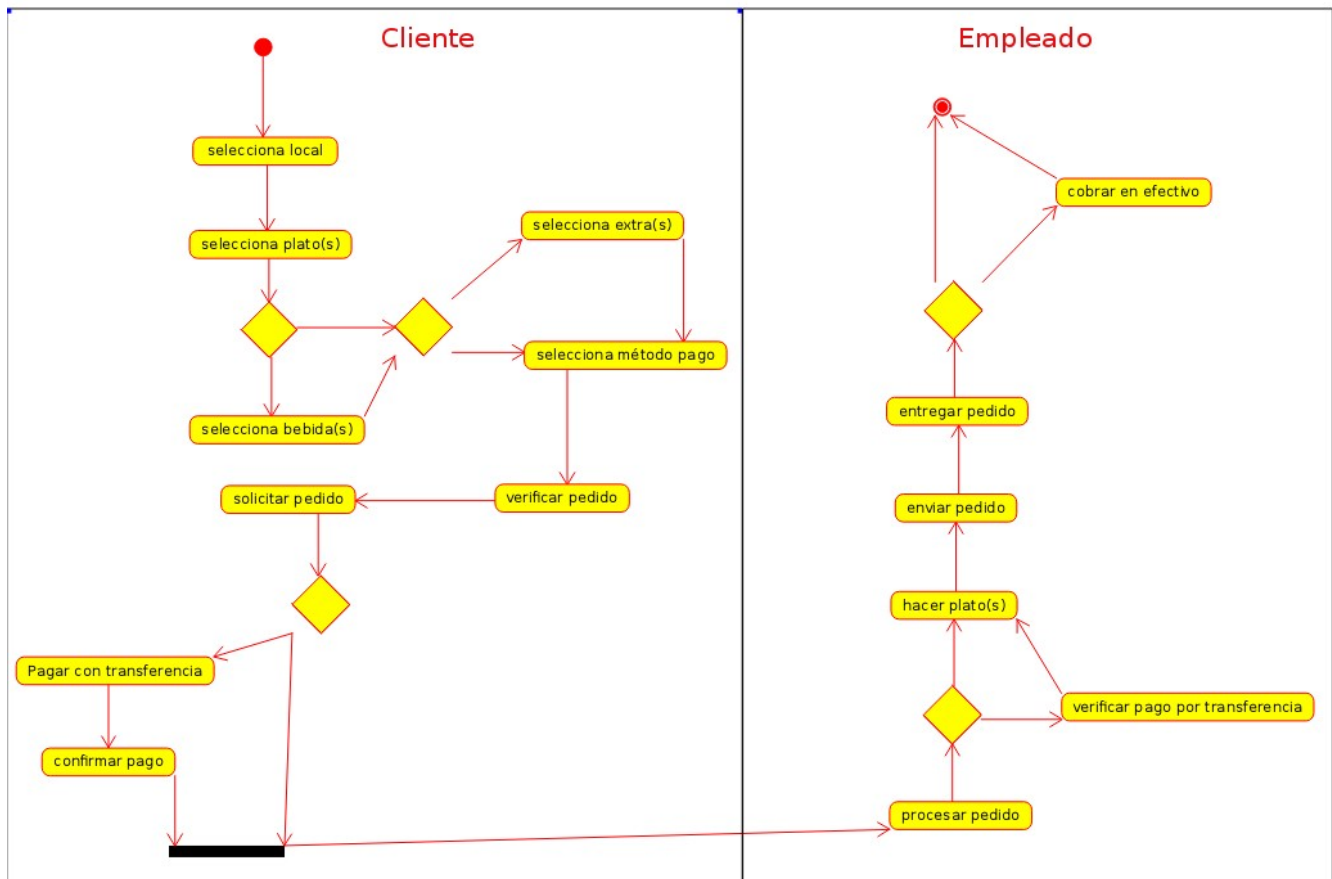 Cliente
selecciona local
selecciona plato(s)
selecciona extra(s)
selecciona método pago
selecciona bebida(s)
verificar pedido
solicitar pedido
Pagar con transferencia
confirmar pago
Empleado
cobrar en efectivo
entregar pedido
enviar pedido
hacer plato(s)
verificar pago por transferencia
procesar pedido